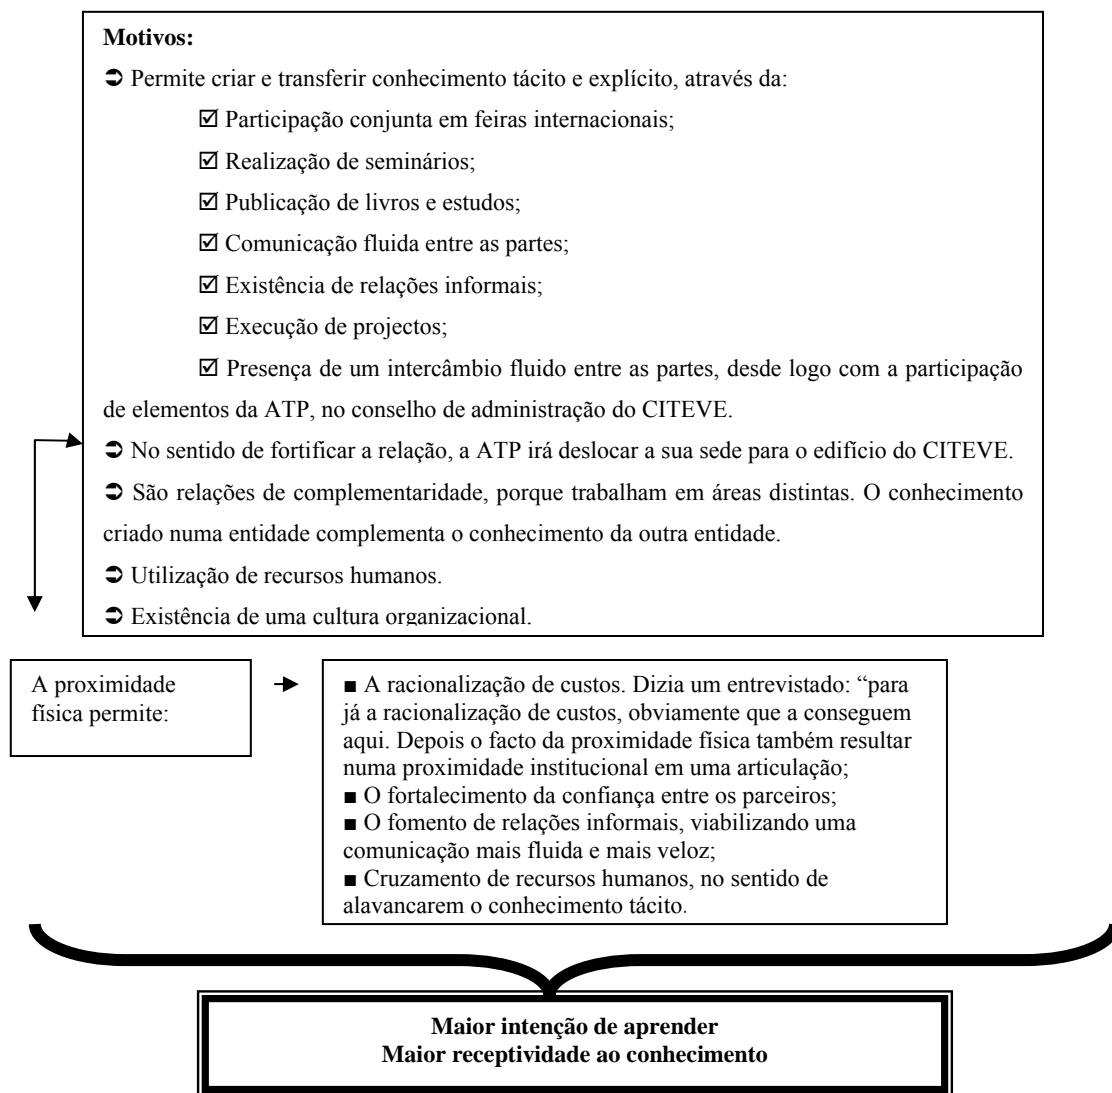 Motivos:
➲ Permite criar e transferir conhecimento tácito e explícito, através da:
☑ Participação conjunta em feiras internacionais;
☑ Realização de seminários;
☑ Publicação de livros e estudos;
☑ Comunicação fluida entre as partes;
☑ Existência de relações informais;
☑ Execução de projectos;
☑ Presença de um intercâmbio fluido entre as partes, desde logo com a participação
de elementos da ATP, no conselho de administração do CITEVE.
➲ No sentido de fortificar a relação, a ATP irá deslocar a sua sede para o edifício do CITEVE.
➲ São relações de complementaridade, porque trabalham em áreas distintas. O conhecimento
criado numa entidade complementa o conhecimento da outra entidade.
➲ Utilização de recursos humanos.
➲ Existência de uma cultura organizacional.
A proximidade
física permite:
■ A racionalização de custos. Dizia um entrevistado: “para
já a racionalização de custos, obviamente que a conseguem
aqui. Depois o facto da proximidade física também resultar
numa proximidade institucional em uma articulação;
■ O fortalecimento da confiança entre os parceiros;
■ O fomento de relações informais, viabilizando uma
comunicação mais fluida e mais veloz;
■ Cruzamento de recursos humanos, no sentido de
alavancarem o conhecimento tácito.
Maior intenção de aprender
Maior receptividade ao conhecimento